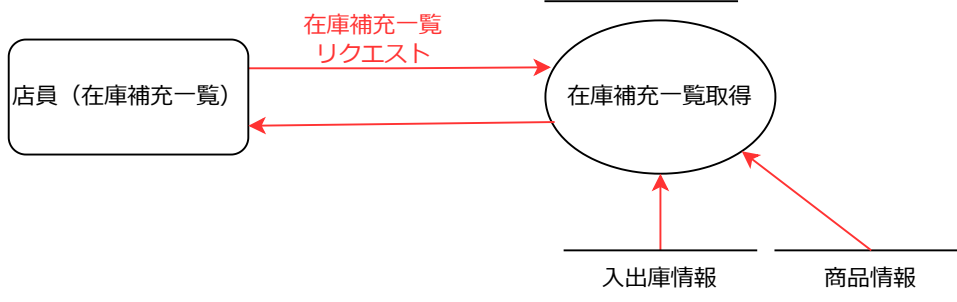 在庫補充一覧
リクエスト
店員（在庫補充一覧）
在庫補充一覧取得
入出庫情報
商品情報